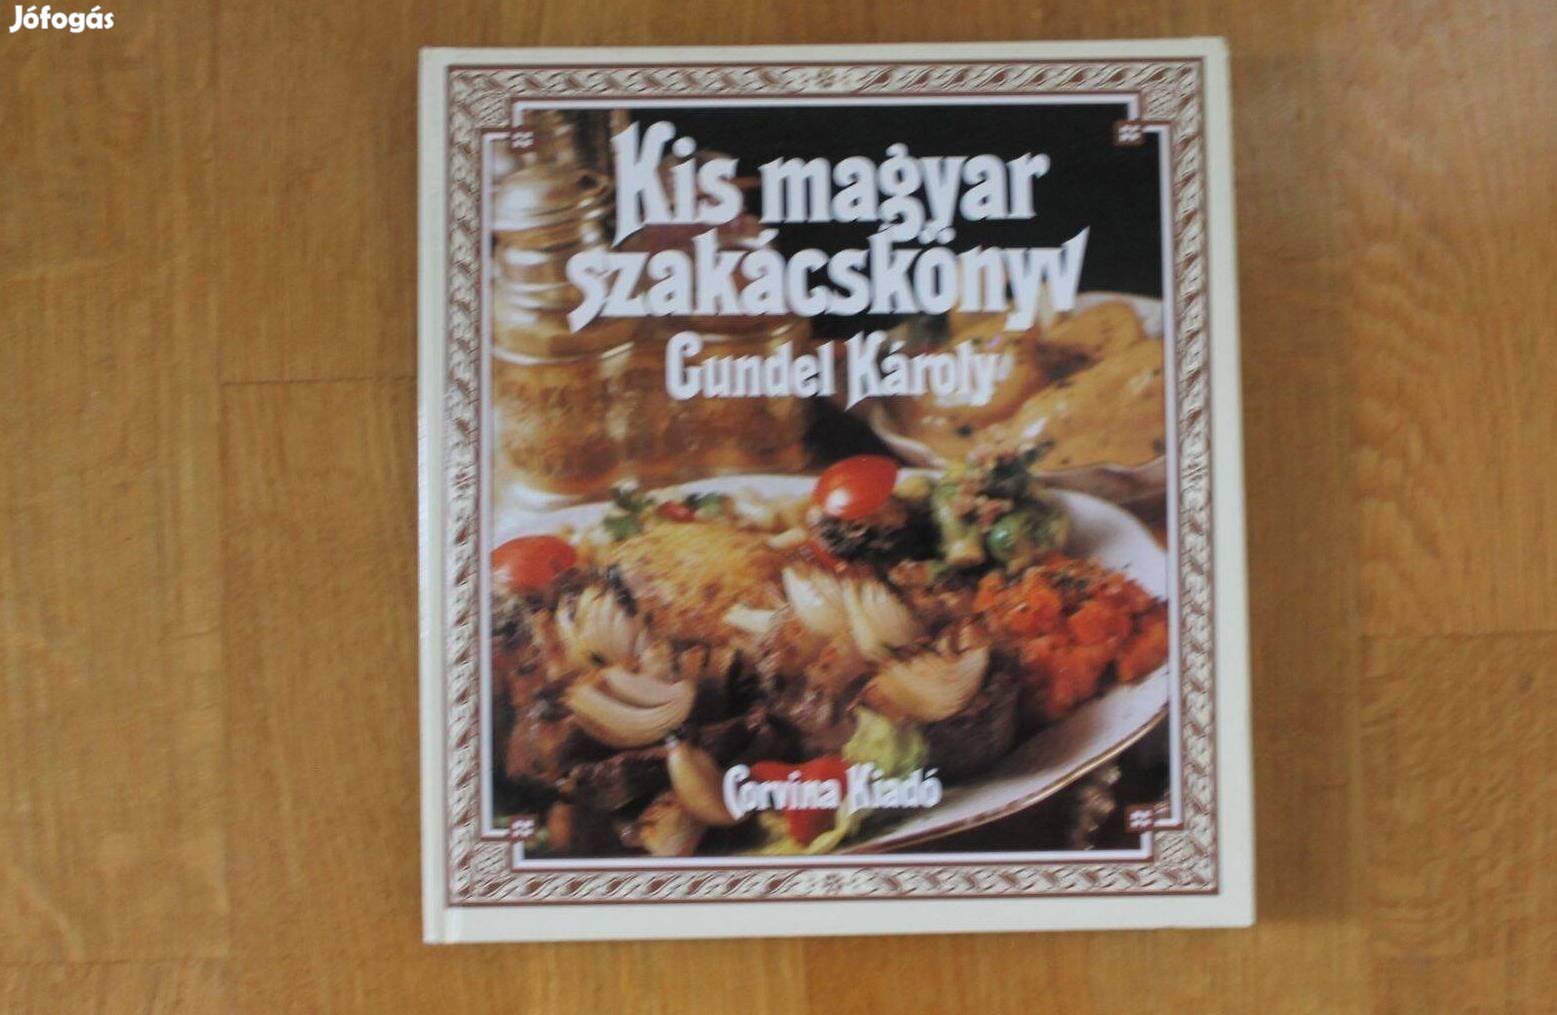 Jófogás
Kis magyar
szakácskönyv
Gundel Károly
Corvina Kiadó